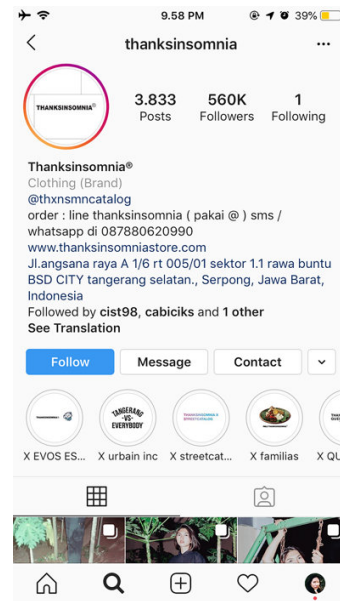 9.58 PM
39%
thanksinsomnia
THANKSINSOMNIA®
3.833 560K 1
Posts Followers Following
Thanksinsomnia®
Clothing (Brand)
@thxnsmncatalog
order : line thanksinsomnia ( pakai @ ) sms /
whatsapp di 087880620990
www.thanksinsomniastore.com
Jl.angsana raya A 1/6 rt 005/01 sektor 1.1 rawa buntu
BSD CITY tangerang selatan., Serpong, Jawa Barat,
Indonesia
Followed by cist98, cabiciks and 1 other
See Translation
Follow Message Contact
TANGERANG
-VS-
EVERYBODY
X EVOS ES... X urbain inc X streetcat... X familias X QU